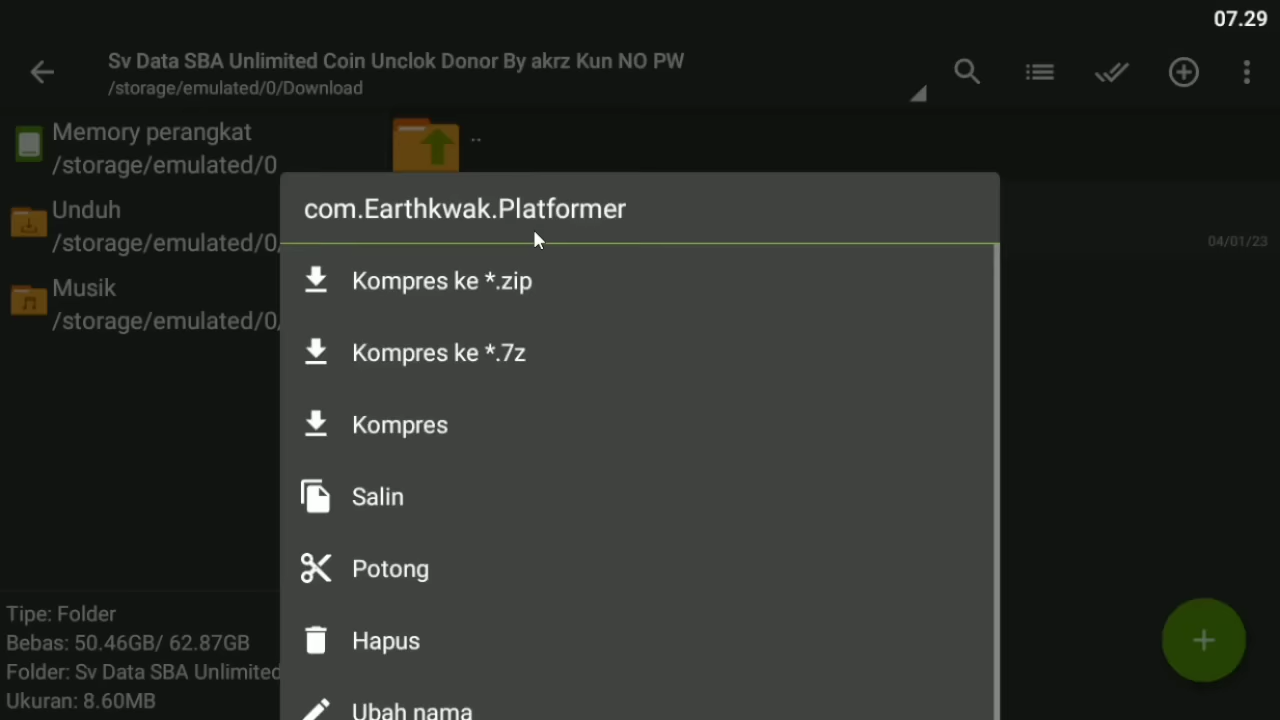 07.29
Sv Data SBA Unlimited Coin Unclok Donor By akrz Kun NO PW
/storage/emulated/0/Download
Memory perangkat
/storage/emulated/0
..
Unduh
/storage/emulated/0/
Musik
/storage/emulated/0/
com.Earthkwak.Platformer
04/01/23
Kompres ke *.zip
Kompres ke *.7z
Kompres
Salin
Potong
Hapus
Ubah nama
Tipe: Folder
Bebas: 50.46GB/ 62.87GB
Folder: Sv Data SBA Unlimited
Ukuran: 8.60MB